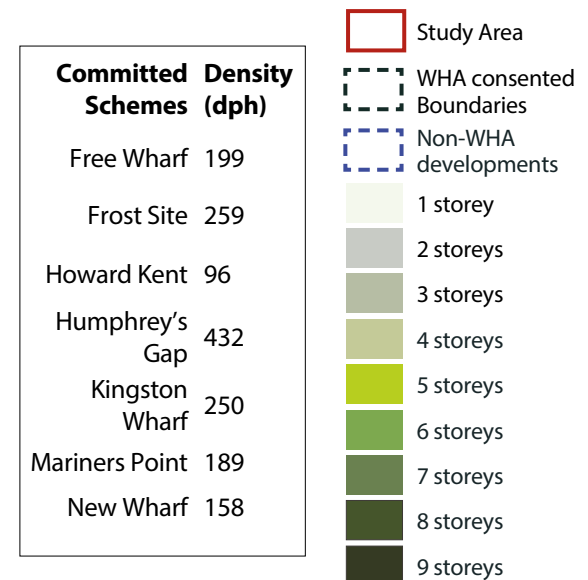 Committed Density
Schemes (dph)
Free Wharf 199
Frost Site 259
Howard Kent 96
Humphrey's
Gap 432
Kingston
Wharf 250
Mariners Point 189
New Wharf 158
Study Area
WHA consented
Boundaries
Non-WHA
developments
1 storey
2 storeys
3 storeys
4 storeys
5 storeys
6 storeys
7 storeys
8 storeys
9 storeys